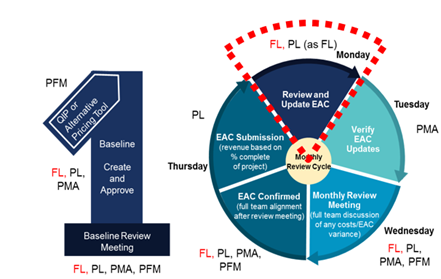 PFM
QIP or
Alternative
Pricing Tool
Baseline
Create
and
Approve
FL, PL,
PMA
Baseline Review
Meeting
FL, PL, PMA, PFM
FL, PL (as FL)
Monday
Review and
Update EAC
Tuesday
PMA
Verify
EAC
Updates
Wednesday
FL, PL,
PMA,
PFM
Monthly Review
Meeting
(full team discussion
of any costs/EAC
variance)
EAC Confirmed
(full team alignment
after review meeting)
FL, PL, PMA,
PFM
Thursday
PL
EAC Submission
(revenue based on
% complete
of project)
Monthly
Review Cycle